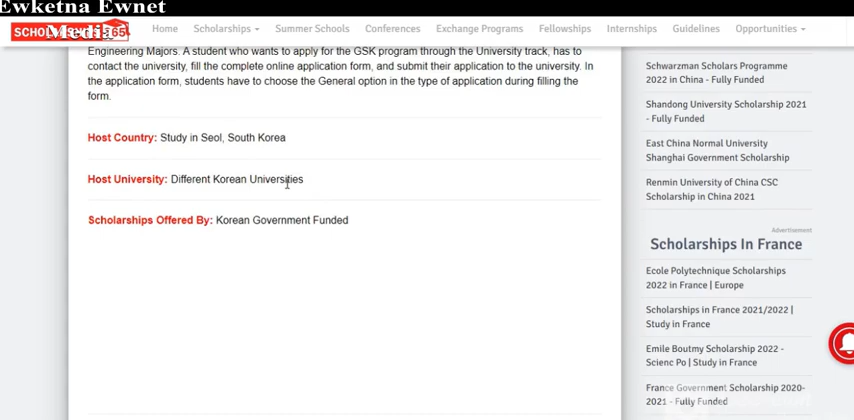 Ewketna Ewnet
Media
SCHOLARSHIPS365
Home Scholarships Summer Schools Conferences Exchange Programs Fellowships Internships Guidelines Opportunities
Engineering Majors. A student who wants to apply for the GSK program through the University track, has to
contact the university, fill the complete online application form, and submit their application to the university. In
the application form, students have to choose the General option in the type of application during filling the
form.
Host Country: Study in Seol, South Korea
Host University: Different Korean Universities
Scholarships Offered By: Korean Government Funded
Schwarzman Scholars Programme
2022 in China - Fully Funded
Shandong University Scholarship 2021
- Fully Funded
East China Normal University
Shanghai Government Scholarship
Renmin University of China CSC
Scholarship in China 2021
Advertisement
Scholarships In France
Ecole Polytechnique Scholarships
2022 in France | Europe
Scholarships in France 2021/2022 |
Study in France
Emile Boutmy Scholarship 2022 -
Scienc Po | Study in France
France Government Scholarship 2020-
2021 - Fully Funded